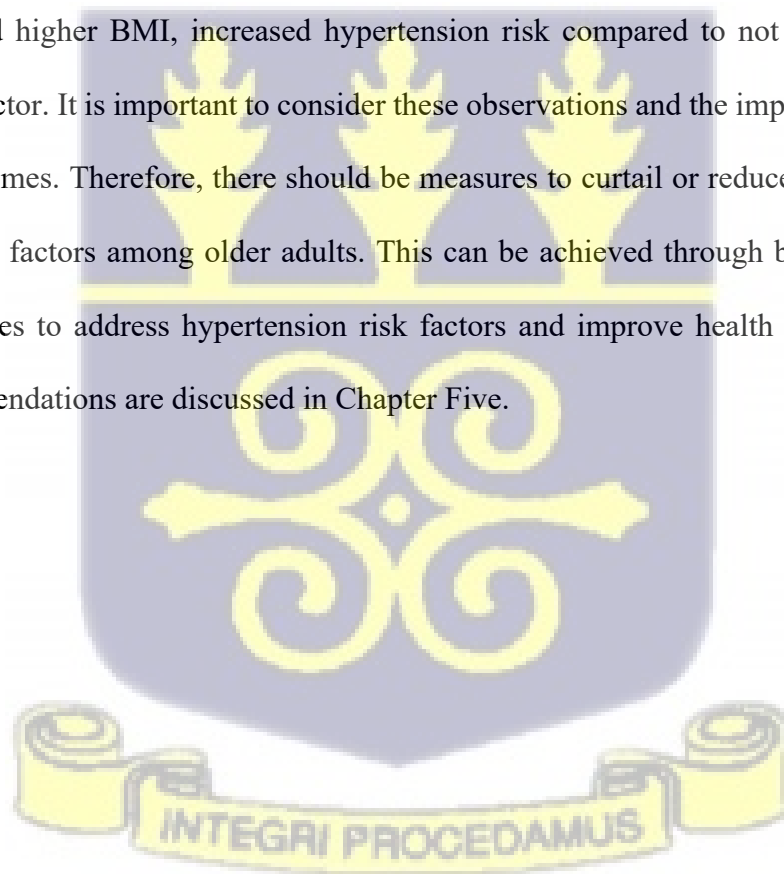 higher BMI, increased hypertension risk compared to not
ctor. It is important to consider these observations and the imp
mes. Therefore, there should be measures to curtail or reduce
factors among older adults. This can be achieved through b
es to address hypertension risk factors and improve health
endations are discussed in Chapter Five.
INTEGRI PROCEDAMUS